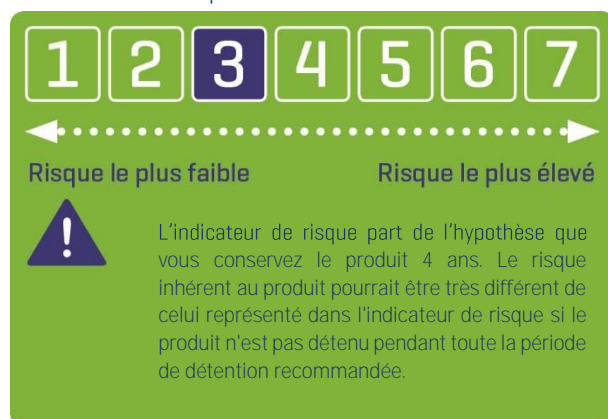 1 2 3 4 5 6 7
Risque le plus faible Risque le plus élevé
L'indicateur de risque part de l'hypothèse que
vous conservez le produit 4 ans. Le risque
inhérent au produit pourrait être très différent de
celui représenté dans l'indicateur de risque si le
produit n'est pas détenu pendant toute la période
de détention recommandée.